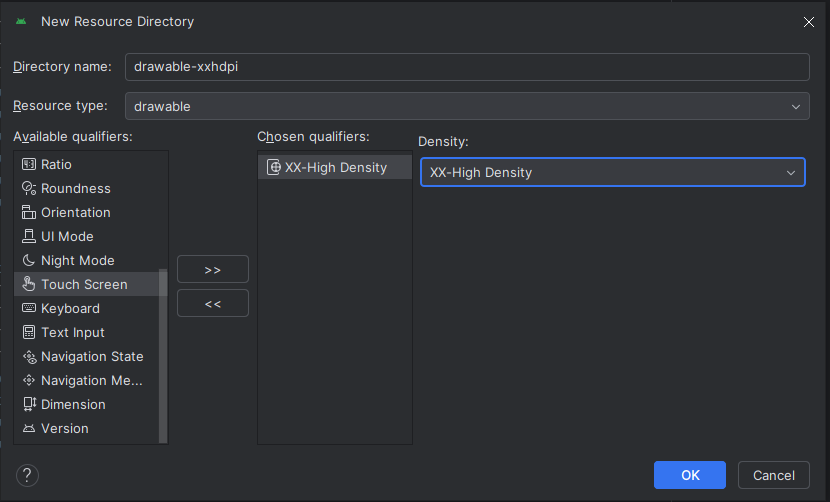 New Resource Directory
Directory name: drawable-xxhdpi
Resource type: drawable
Available qualifiers: Chosen qualifiers: Density:
Ratio
Roundness
Orientation
UI Mode
Night Mode
Touch Screen
Keyboard
Text Input
Navigation State
Navigation Me...
Dimension
Version
>>
<<
XX-High Density
XX-High Density
?
OK
Cancel